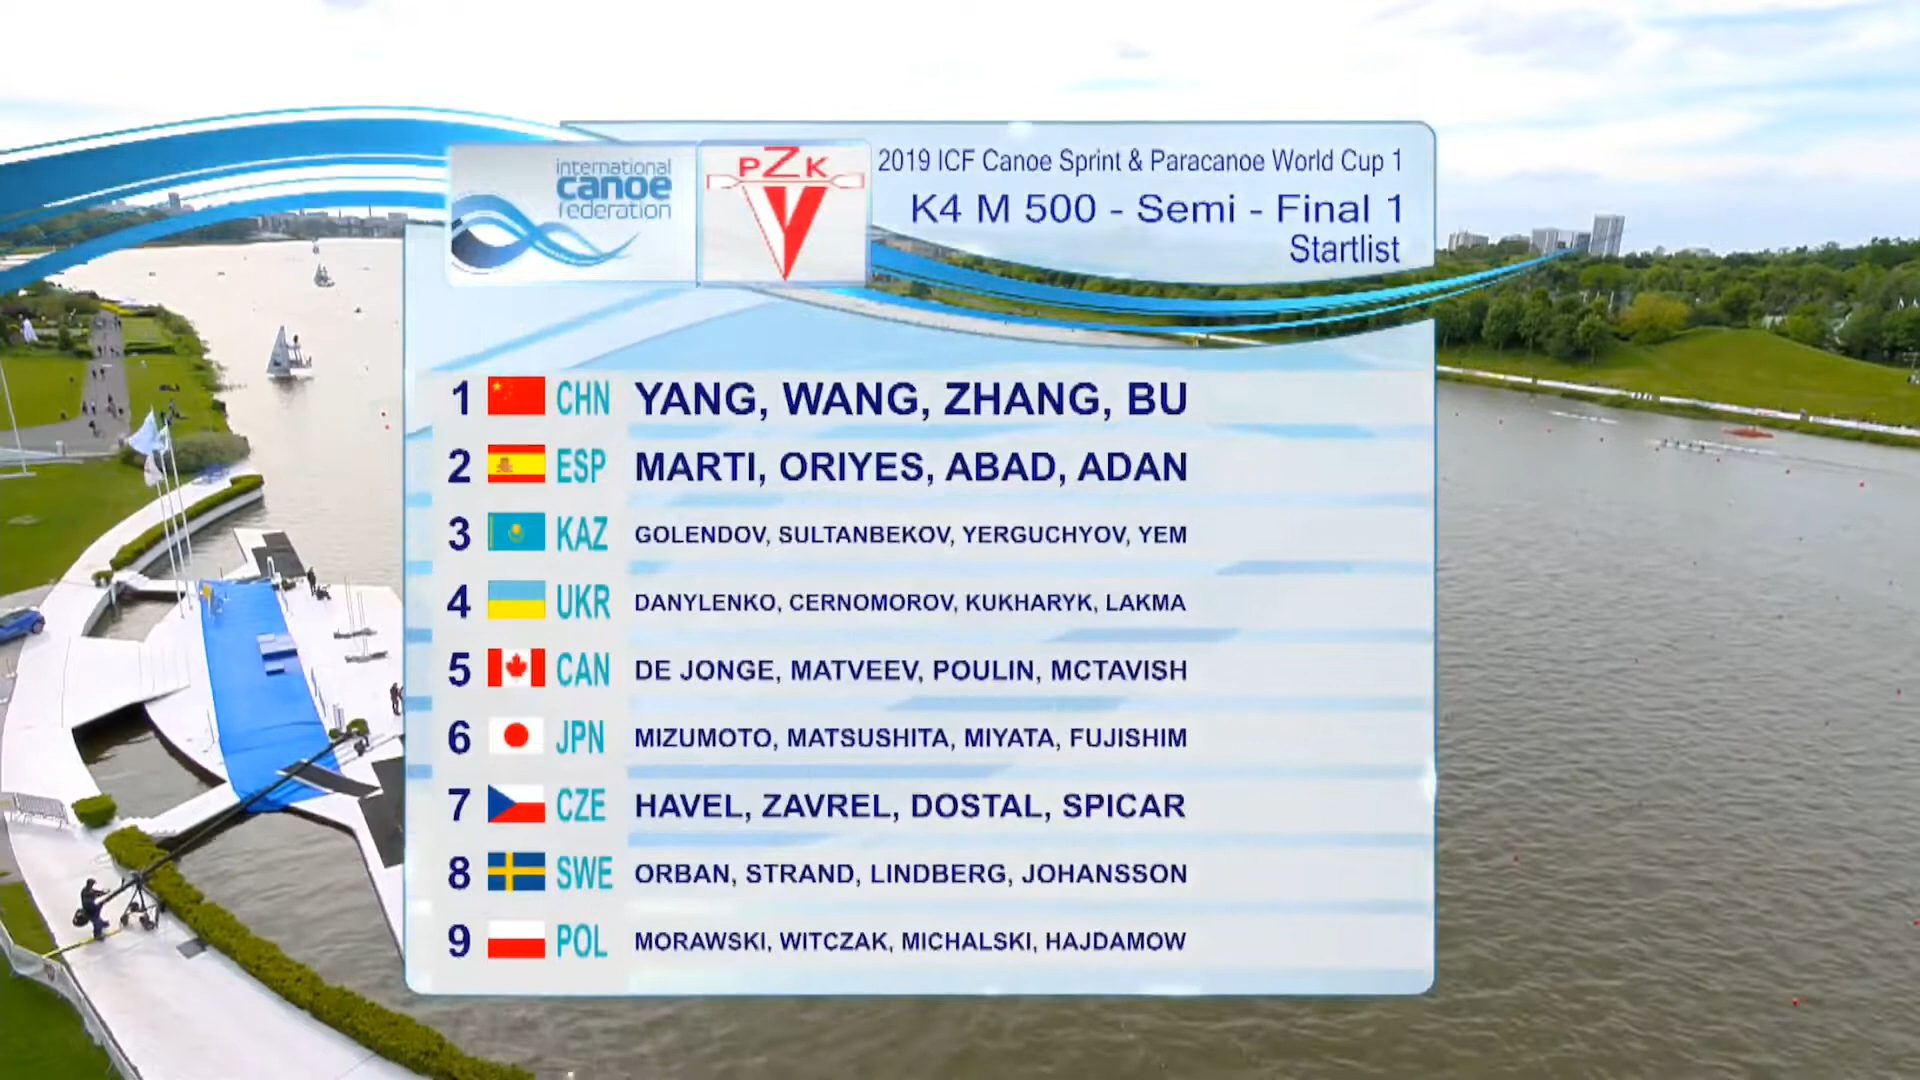 international
canoe
federation
PZK
2019 ICF Canoe Sprint & Paracanoe World Cup 1
K4 M 500 - Semi - Final 1
Startlist
1 CHN YANG, WANG, ZHANG, BU
2 ESP MARTI, ORIYES, ABAD, ADAN
3 KAZ GOLENDOV, SULTANBEKOV, YERGUCHYOV, YEM
4 UKR DANYLENKO, CERNOMOROV, KUKHARYK, LAKMA
5 CAN DE JONGE, MATVEEV, POULIN, MCTAVISH
6 JPN MIZUMOTO, MATSUSHITA, MIYATA, FUJISHIM
7 CZE HAVEL, ZAVREL, DOSTAL, SPICAR
8 SWE ORBAN, STRAND, LINDBERG, JOHANSSON
9 POL MORAWSKI, WITCZAK, MICHALSKI, HAJDAMOW